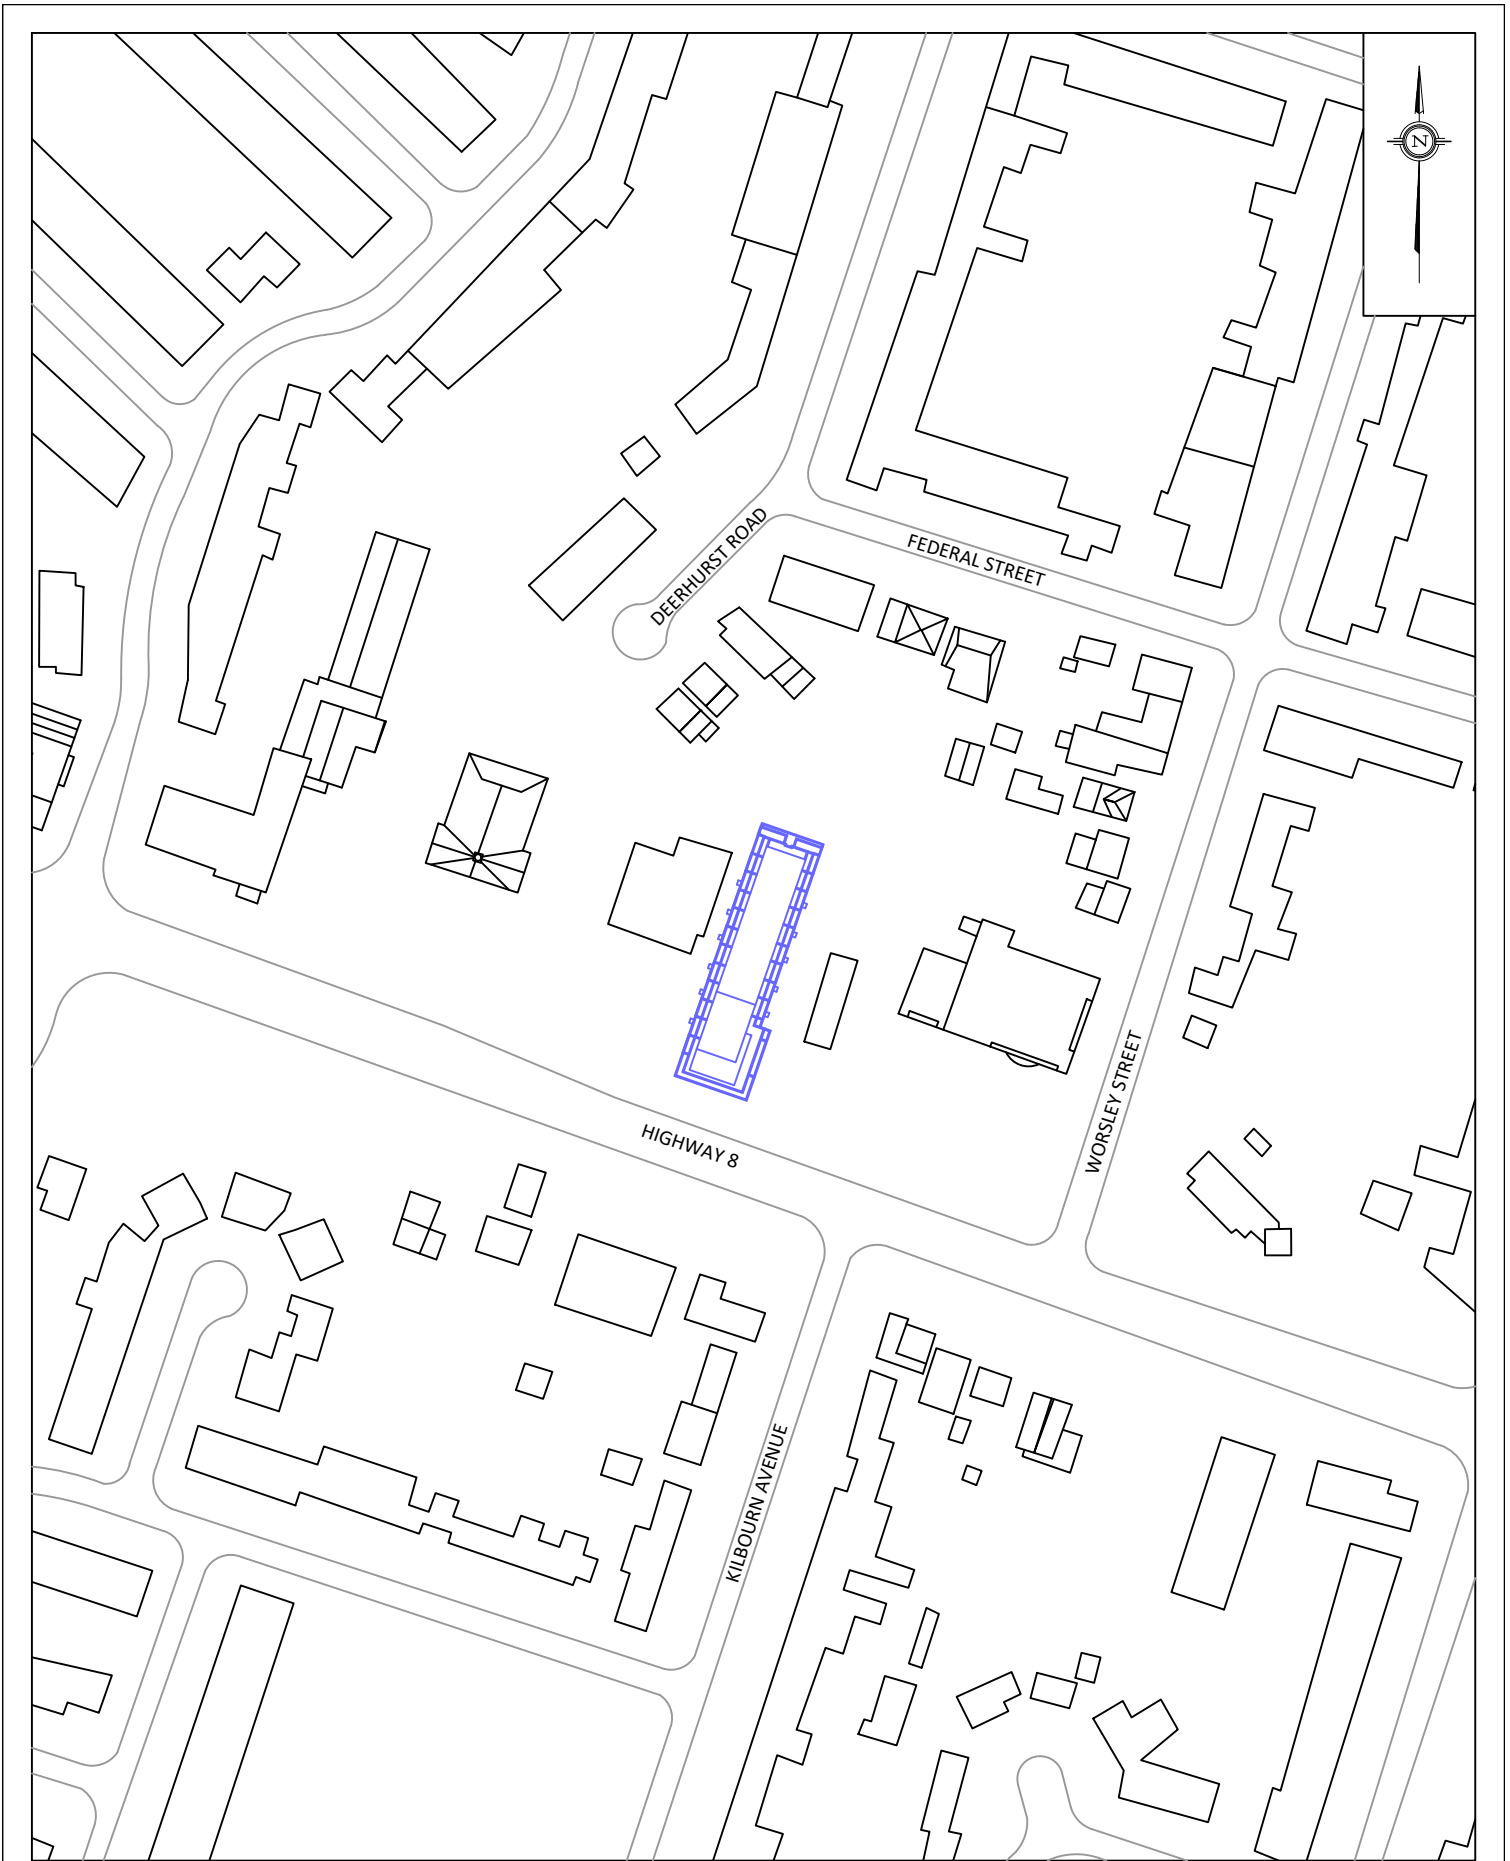 N
FEDERAL STREET
DEERHURST ROAD
WORSLEY STREET
HIGHWAY 8
KILBOURN AVENUE